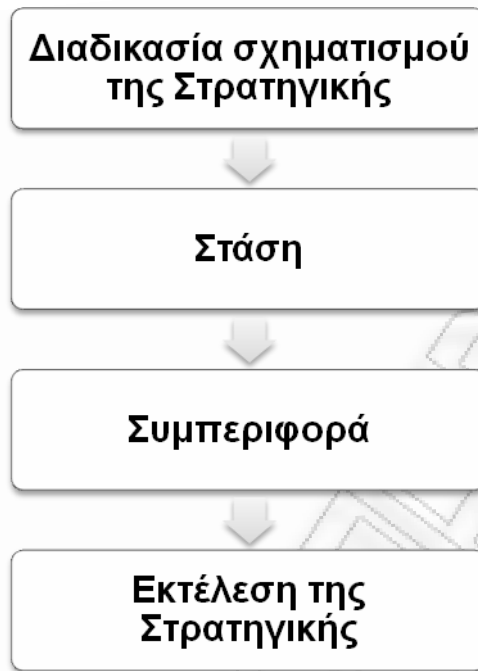 Διαδικασία σχηματισμού
της Στρατηγικής
Στάση
Συμπεριφορά
Εκτέλεση της
Στρατηγικής